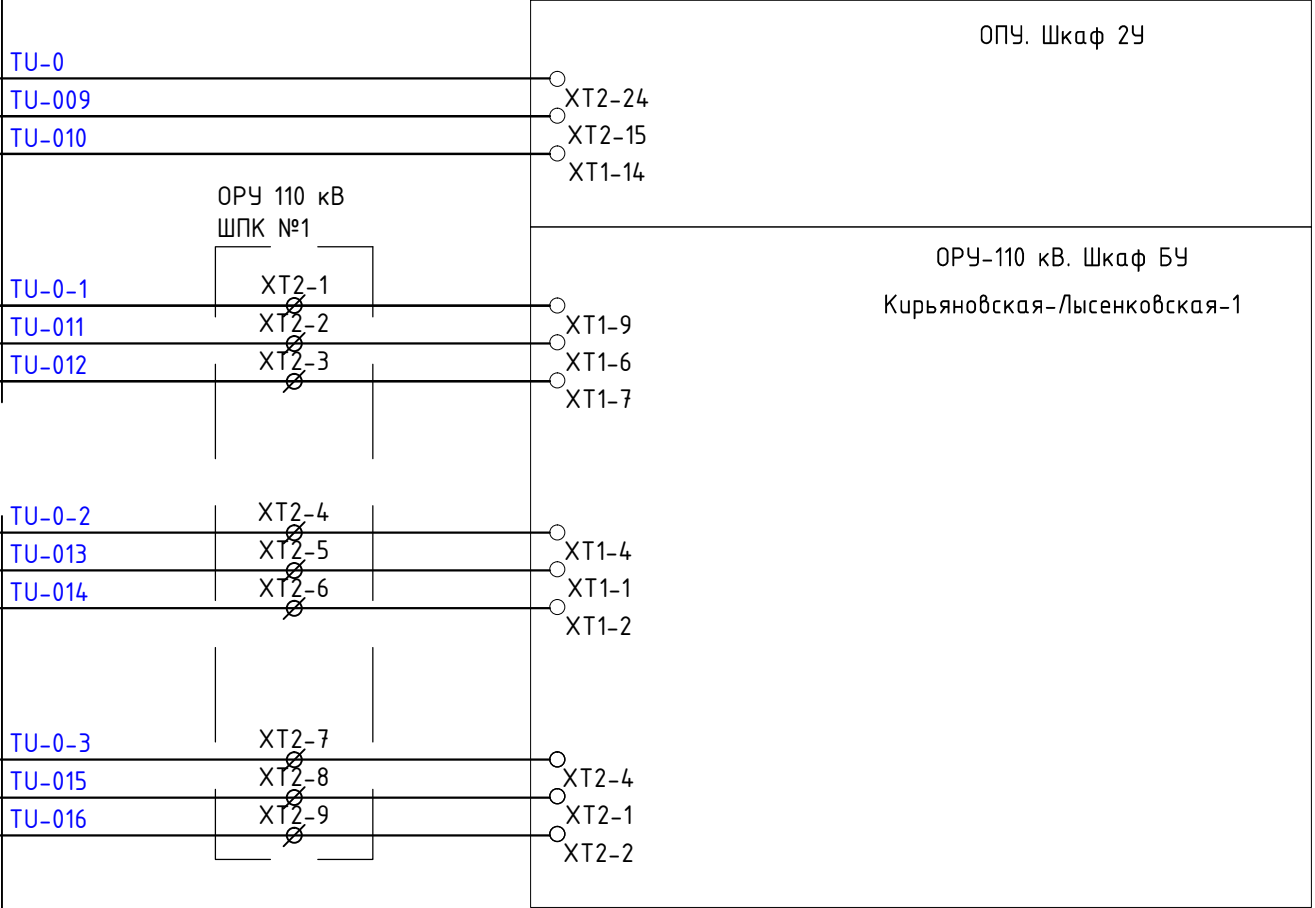 ОПУ. Шкаф 2У
TU-0
XT2-24
TU-009
XT2-15
TU-010
XT1-14
ОРУ 110 кВ
ШПК №1
ОРУ-110 кВ. Шкаф БУ
Кирьяновская-Лысенковская-1
TU-0-1
XT2-1
XT1-9
TU-011
XT2-2
XT1-6
TU-012
XT2-3
XT1-7
TU-0-2
XT2-4
XT1-4
TU-013
XT2-5
XT1-1
TU-014
XT2-6
XT1-2
TU-0-3
XT2-7
XT2-4
TU-015
XT2-8
XT2-1
TU-016
XT2-9
XT2-2